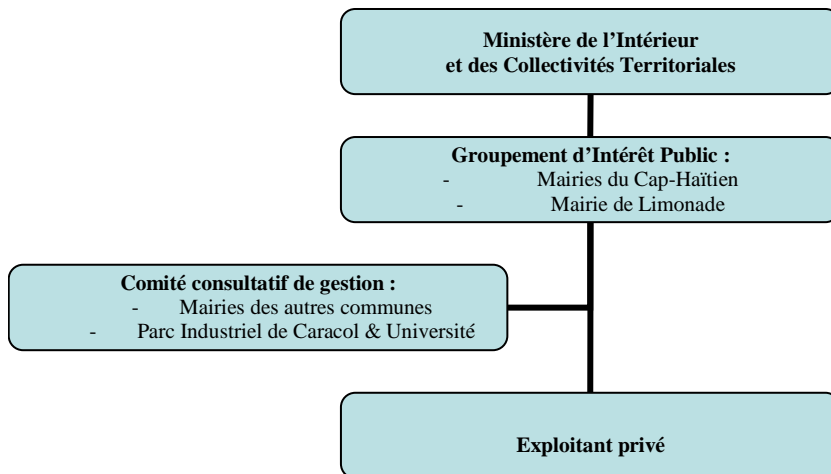 Ministère de l'Intérieur
et des Collectivités Territoriales
Groupement d'Intérêt Public :
- Mairies du Cap-Haïtien
- Mairie de Limonade
Comité consultatif de gestion :
- Mairies des autres communes
- Parc Industriel de Caracol & Université
Exploitant privé